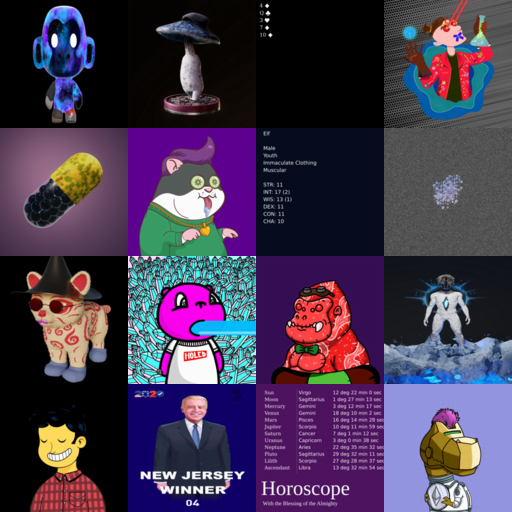 4 ♠
Q ♣
3 ♥
7 ♠
10 ♠
Elf
Male
Youth
Immaculate Clothing
Muscular
STR: 11
INT: 17 (2)
WIS: 13 (1)
DEX: 11
CON: 11
CHA: 10
HOLED
2020
NEW JERSEY
WINNER
04
Sun Virgo 12 deg 22 min 0 sec
Moon Sagittarius 1 deg 27 min 13 sec
Mercury Gemini 3 deg 12 min 17 sec
Venus Gemini 18 deg 10 min 2 sec
Mars Pisces 16 deg 14 min 28 sec
Jupiter Scorpio 10 deg 11 min 59 sec
Saturn Cancer 7 deg 1 min 12 sec
Uranus Capricorn 3 deg 0 min 38 sec
Neptune Aries 22 deg 35 min 32 sec
Pluto Sagittarius 29 deg 32 min 11 sec
Lilith Scorpio 27 deg 28 min 37 sec
Ascendant Libra 13 deg 32 min 54 sec
Horoscope
With the Blessing of the Almighty